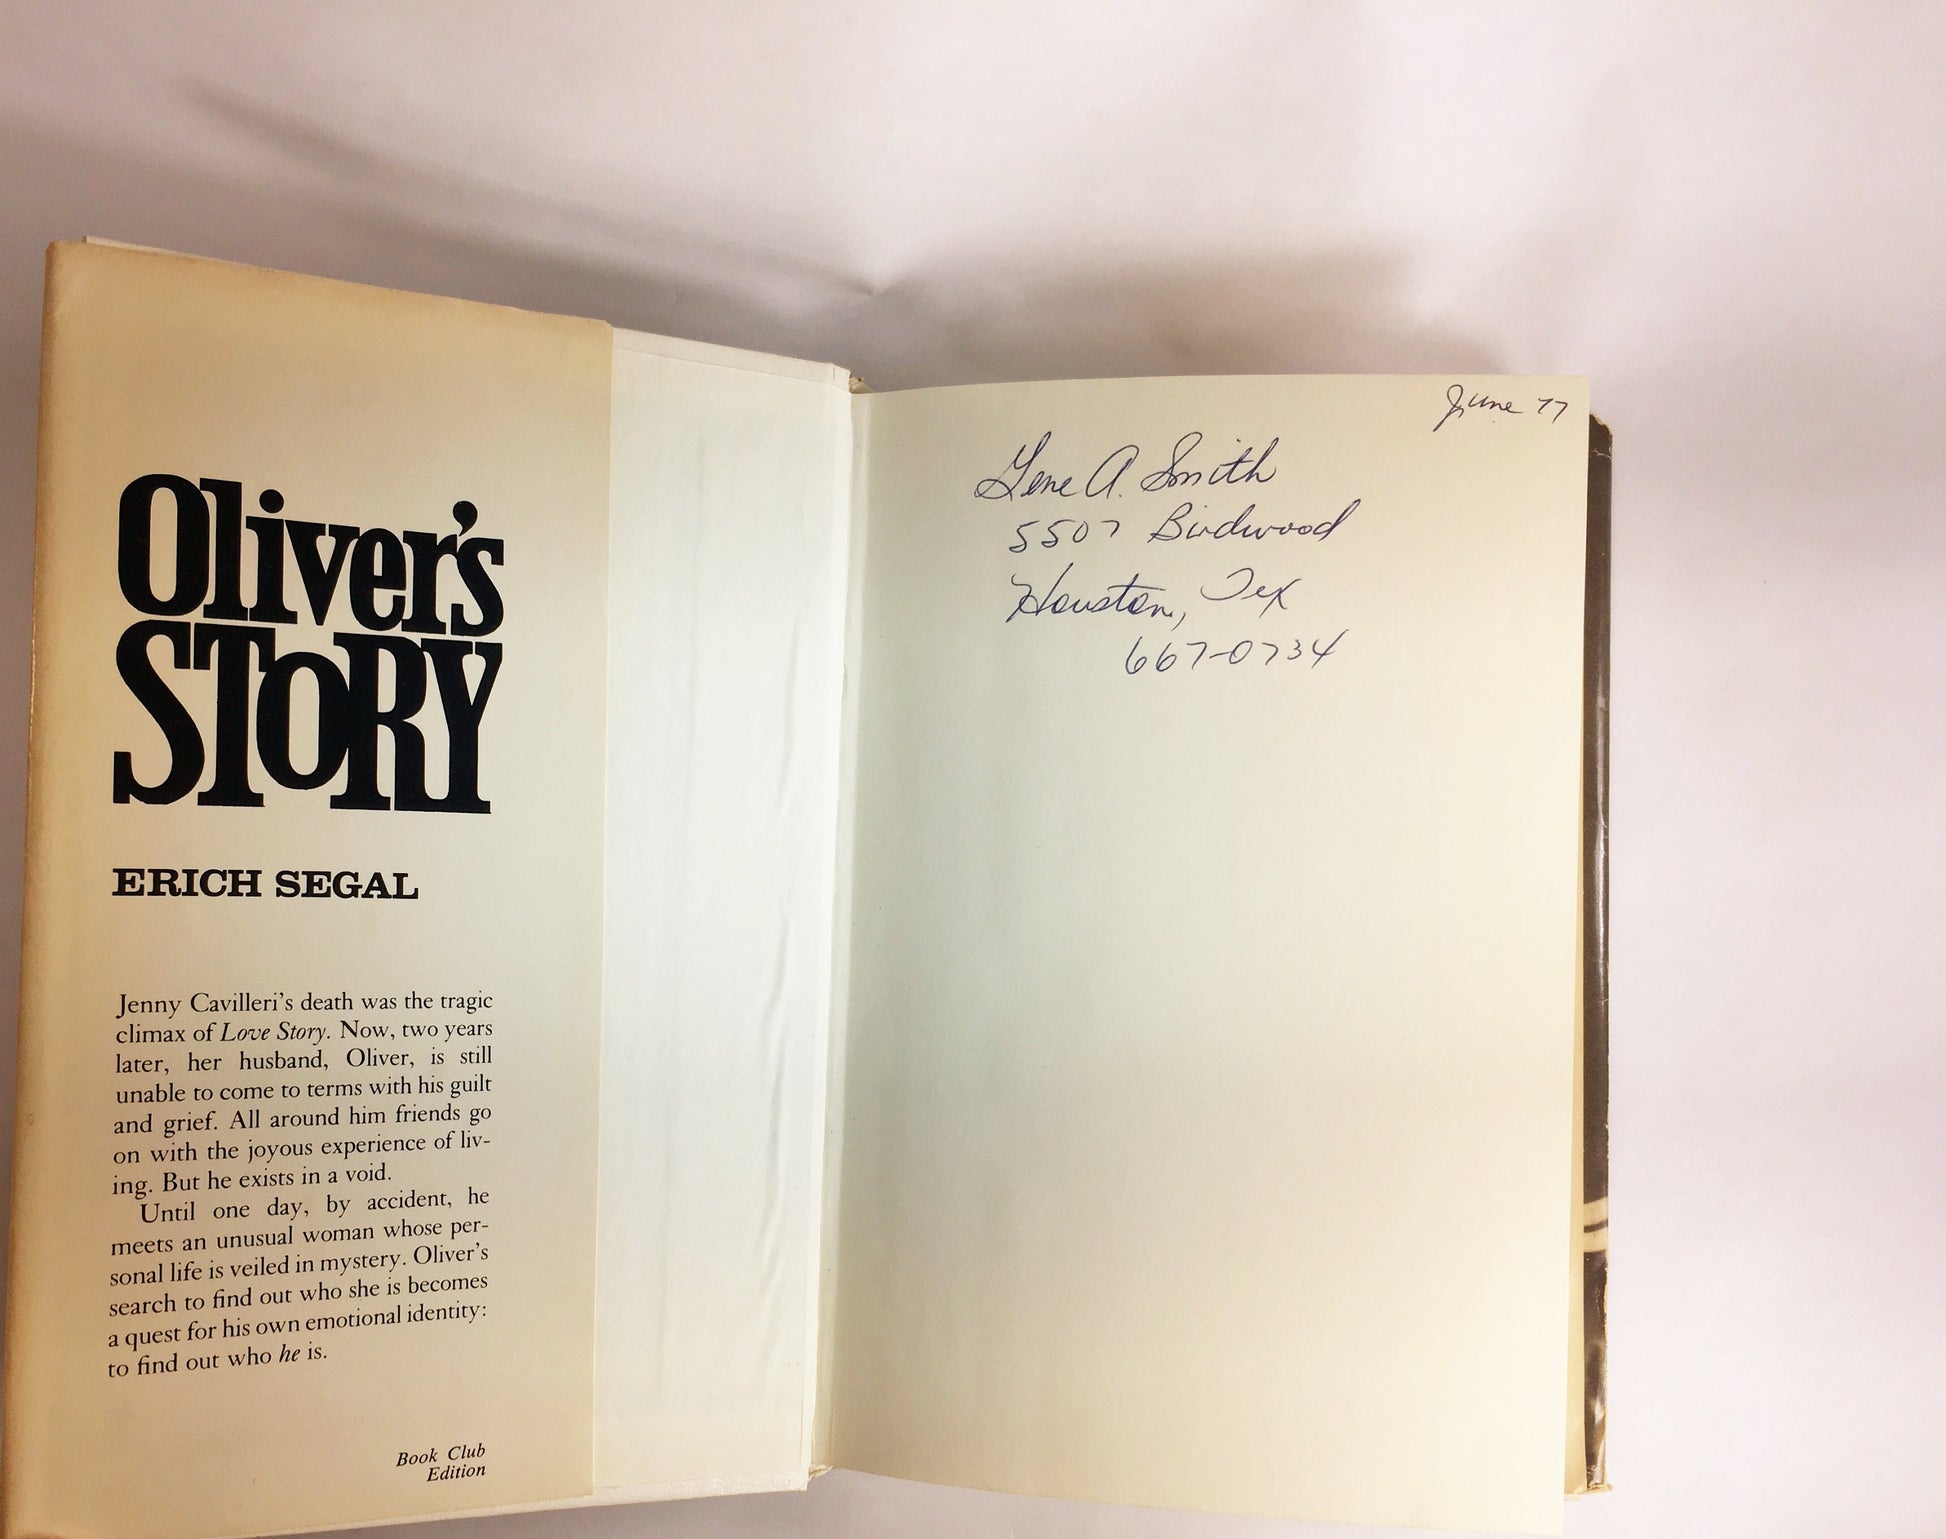 Oliver's
STORY
ERICH SEGAL
Jenny Cavilleri's death was the tragic
climax of Love Story. Now, two years
later, her husband, Oliver, is still
unable to come to terms with his guilt
and grief. All around him friends go
on with the joyous experience of liv-
ing. But he exists in a void.
Until one day, by accident, he
meets an unusual woman whose per-
sonal life is veiled in mystery. Oliver's
search to find out who she is becomes
a quest for his own emotional identity:
to find out who he is.
Book Club
Edition
June 77
Gene A. Smith
5507 Birdwood
Houston, Tex
667-0734